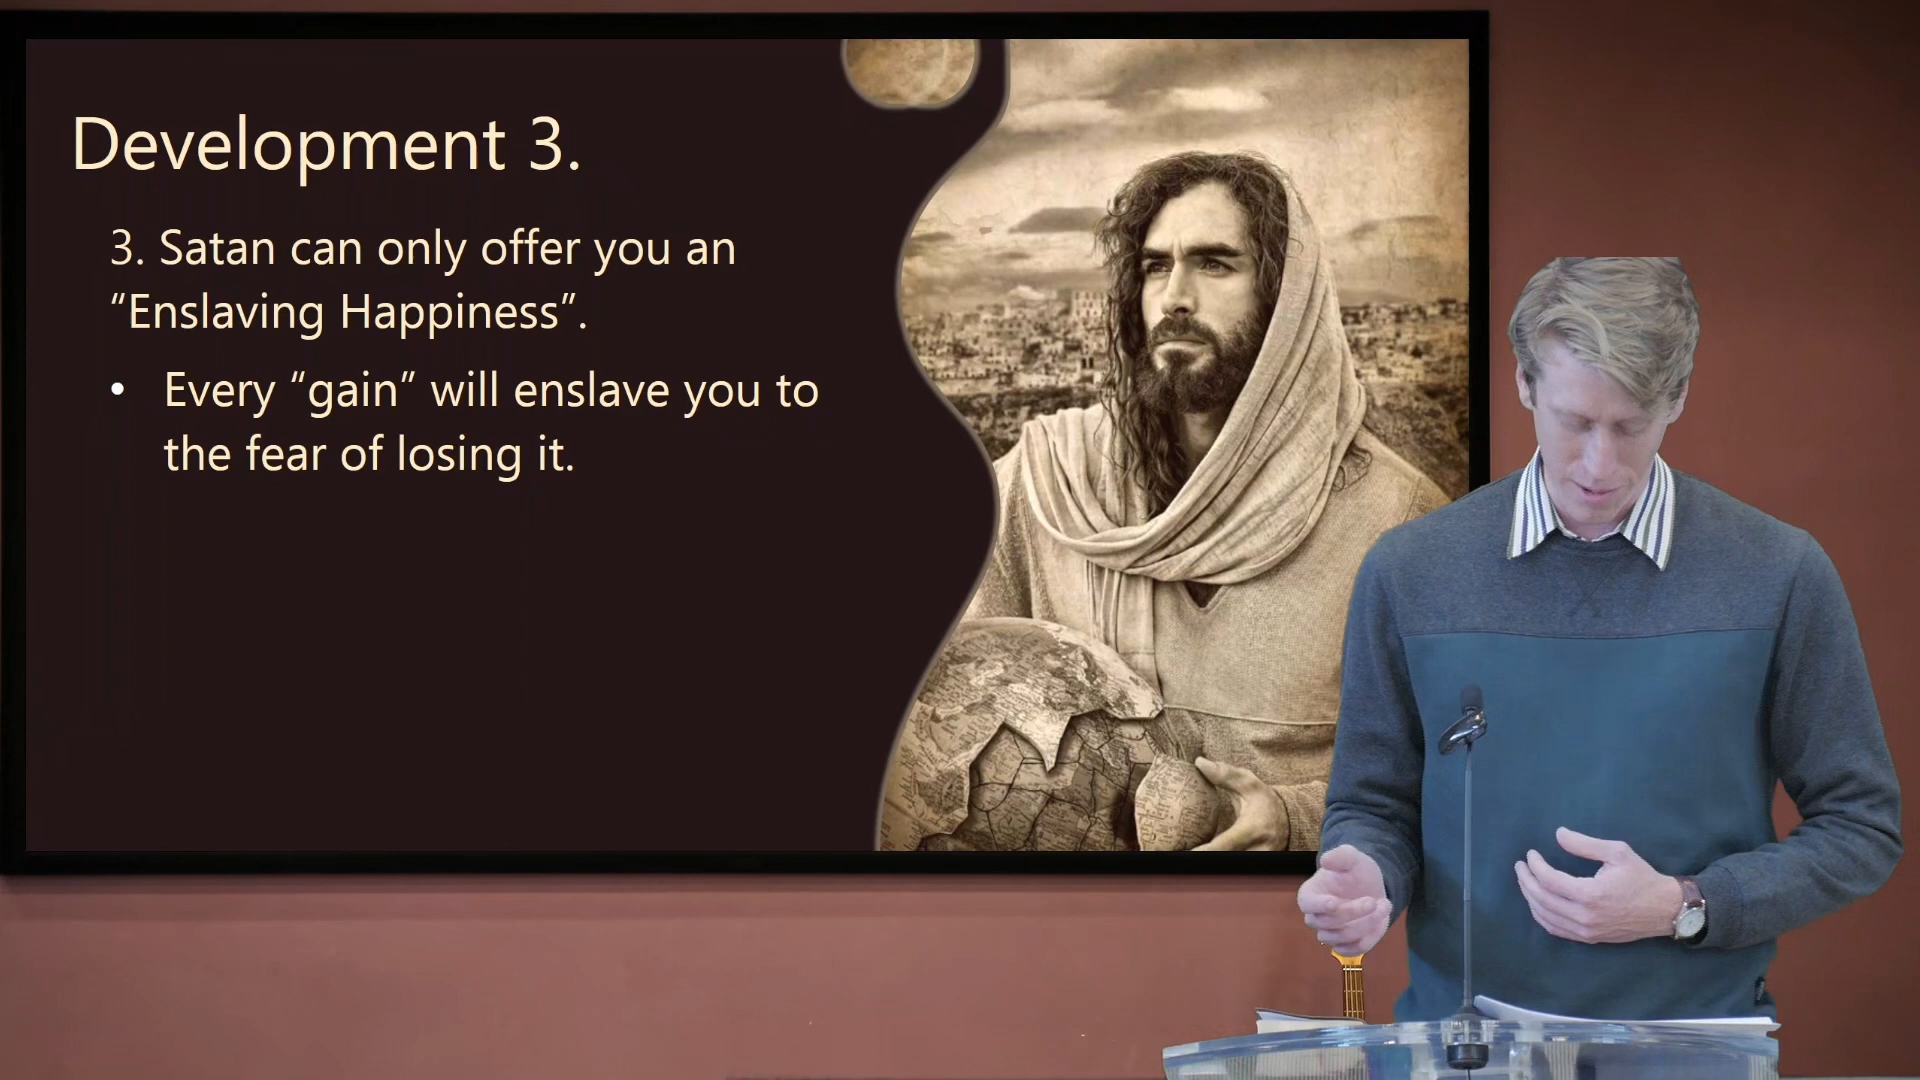 Development 3.
3. Satan can only offer you an
“Enslaving Happiness”.
• Every “gain” will enslave you to
the fear of losing it.